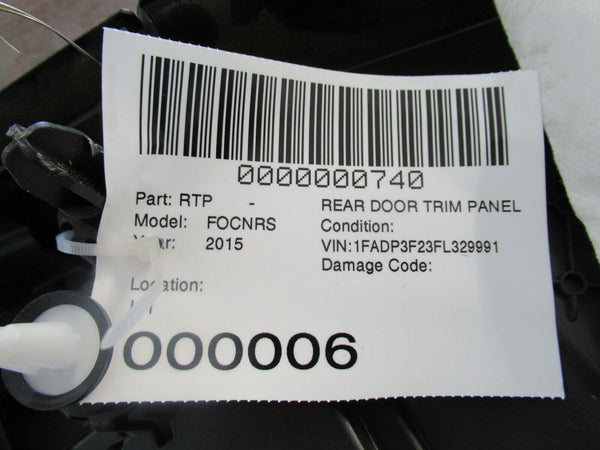 0000000740
Part: RTP - REAR DOOR TRIM PANEL
Model: FOCNRS Condition:
Year: 2015 VIN:1FADP3F23FL329991
Damage Code:
Location:
000006